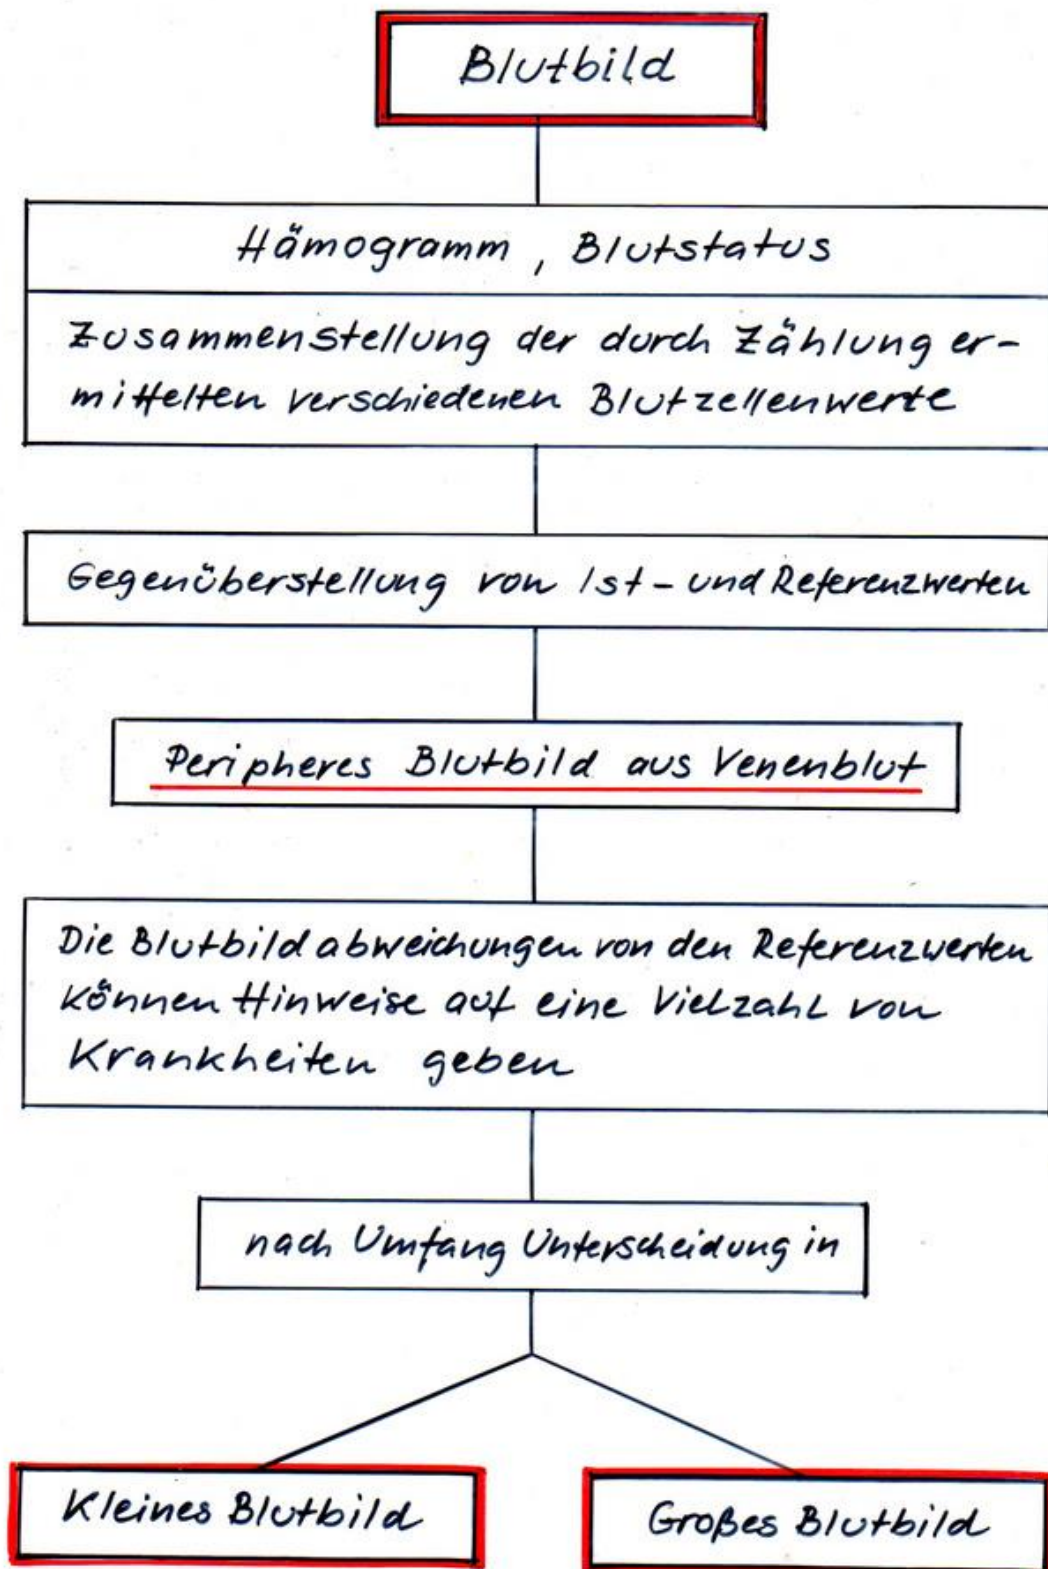 Blutbild
Hämogramm, Blutstatus
Zusammenstellung der durch Zählung er-
mittelten verschiedenen Blutzellenwerte
Gegenüberstellung von Ist- und Referenzwerten
Peripheres Blutbild aus Venenblut
Die Blutbildabweichungen von den Referenzwerten
können Hinweise auf eine Vielzahl von
Krankheiten geben
nach Umfang Unterscheidung in
Kleines Blutbild
Großes Blutbild